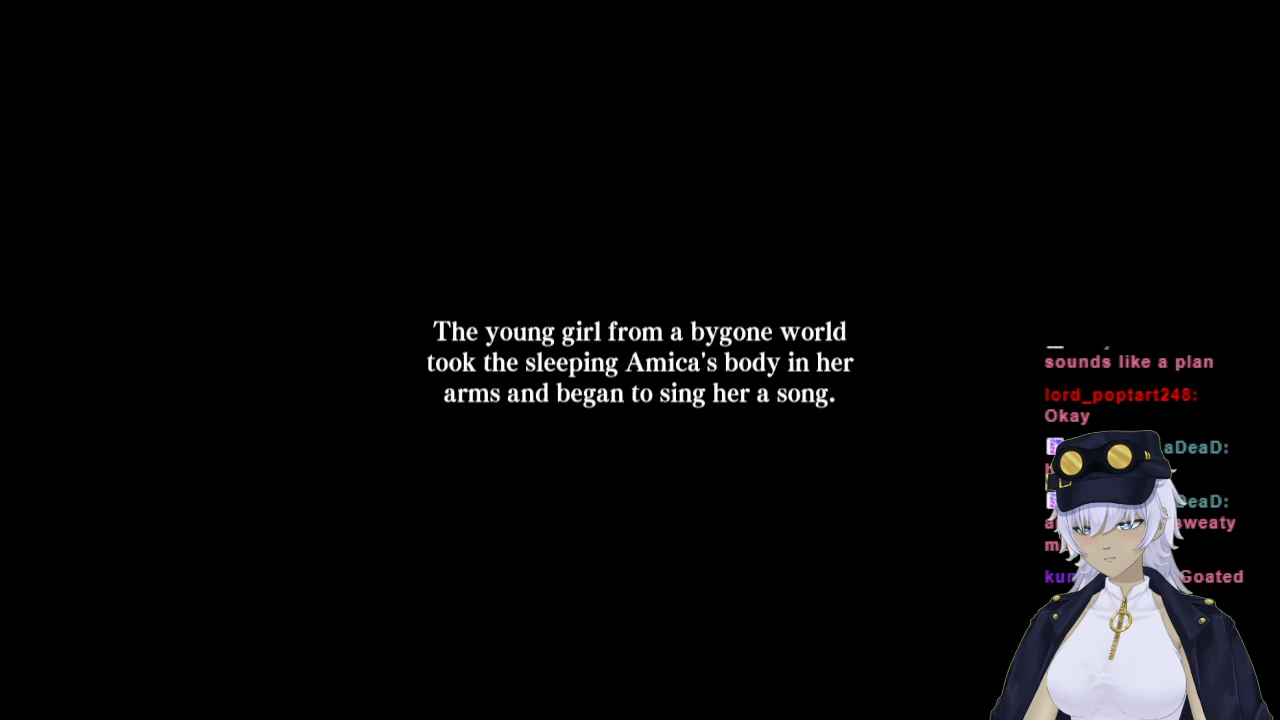 The young girl from a bygone world
took the sleeping Amica's body in her
arms and began to sing her a song.
sounds like a plan
lord_poptart248:
Okay
aDeaD:
DeaD:
sweaty
Goated